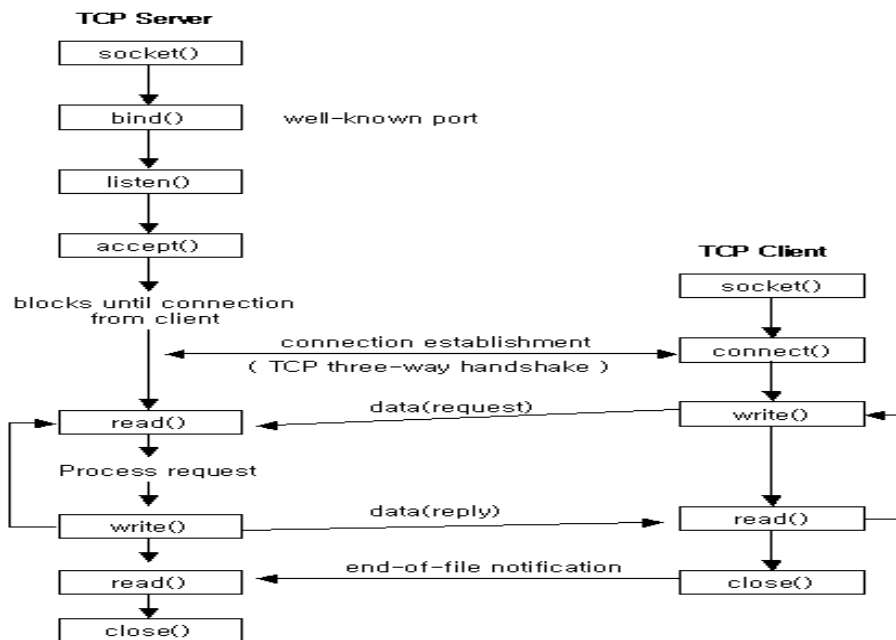 TCP Server
socket()
bind()
well-known port
listen()
accept()
TCP Client
blocks until connection
from client
socket()
connection establishment
connect()
( TCP three-way handshake )
data(request)
read()
write()
Process request
data(reply)
write()
read()
end-of-file notification
read()
close()
close()